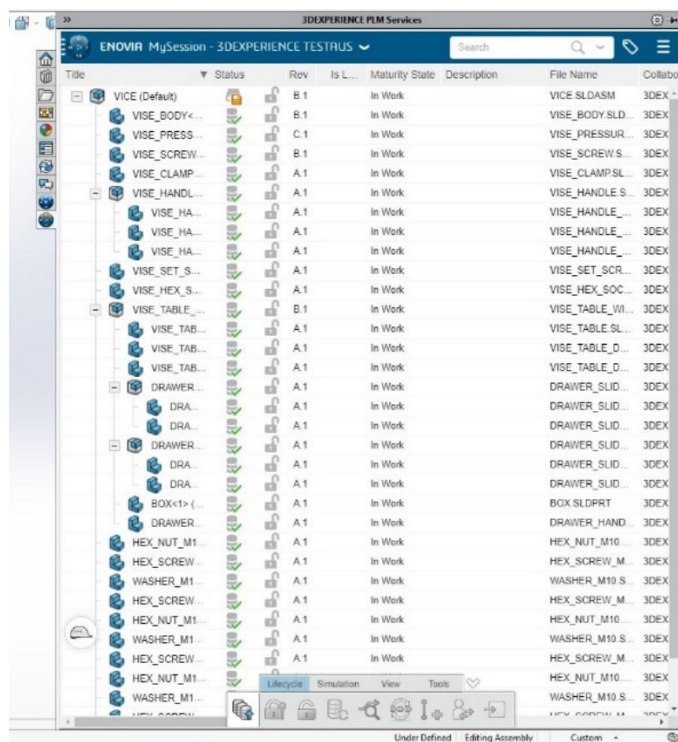 3DEXPERIENCE PLM Services
ENOVIA MySession - 3DEXPERIENCE TESTAUS
Search
Title Status Rev Is L... Maturity State Description File Name Collabo
VICE (Default) B.1 In Work VICE.SLDASM 3DEX
VISE_BODY<... A.1 In Work VISE_BODY.SLD... 3DEX
VISE_PRESS... C.1 In Work VISE_PRESSUR... 3DEX
VISE_SCREW... B.1 In Work VISE_SCREW.S... 3DEX
VISE_CLAMP... A.1 In Work VISE_CLAMP.SL... 3DEX
VISE_HANDL... A.1 In Work VISE_HANDLE.S... 3DEX
VISE_HA... A.1 In Work VISE_HANDLE_... 3DEX
VISE_HA... A.1 In Work VISE_HANDLE_... 3DEX
VISE_HA... A.1 In Work VISE_HANDLE_... 3DEX
VISE_SET_S... A.1 In Work VISE_SET_SCR... 3DEX
VISE_HEX_S... A.1 In Work VISE_HEX_SOC... 3DEX
VISE_TABLE_... B.1 In Work VISE_TABLE_WI... 3DEX
VISE_TAB... A.1 In Work VISE_TABLE.SL... 3DEX
VISE_TAB... A.1 In Work VISE_TABLE_D... 3DEX
VISE_TAB... A.1 In Work VISE_TABLE_D... 3DEX
DRAWER... A.1 In Work DRAWER_SLID... 3DEX
DRA... A.1 In Work DRAWER_SLID... 3DEX
DRA... A.1 In Work DRAWER_SLID... 3DEX
DRAWER... A.1 In Work DRAWER_SLID... 3DEX
DRA... A.1 In Work DRAWER_SLID... 3DEX
DRA... A.1 In Work DRAWER_SLID... 3DEX
BOX<1> (... A.1 In Work BOX.SLDPRT 3DEX
DRAWER... A.1 In Work DRAWER_HAND... 3DEX
HEX_NUT_M1... A.1 In Work HEX_NUT_M10... 3DEX
HEX_SCREW... A.1 In Work HEX_SCREW_M... 3DEX
WASHER_M1... A.1 In Work WASHER_M10.S... 3DEX
HEX_SCREW... A.1 In Work HEX_SCREW_M... 3DEX
HEX_NUT_M1... A.1 In Work HEX_NUT_M10... 3DEX
WASHER_M1... A.1 In Work WASHER_M10.S... 3DEX
HEX_SCREW... A.1 In Work HEX_SCREW_M... 3DEX
HEX_NUT_M1... HEX_NUT_M10... 3DEX
Lifecycle Simulation View Tools
WASHER_M1... WASHER_M10.S... 3DEX
Under Defined Editing Assembly Custom